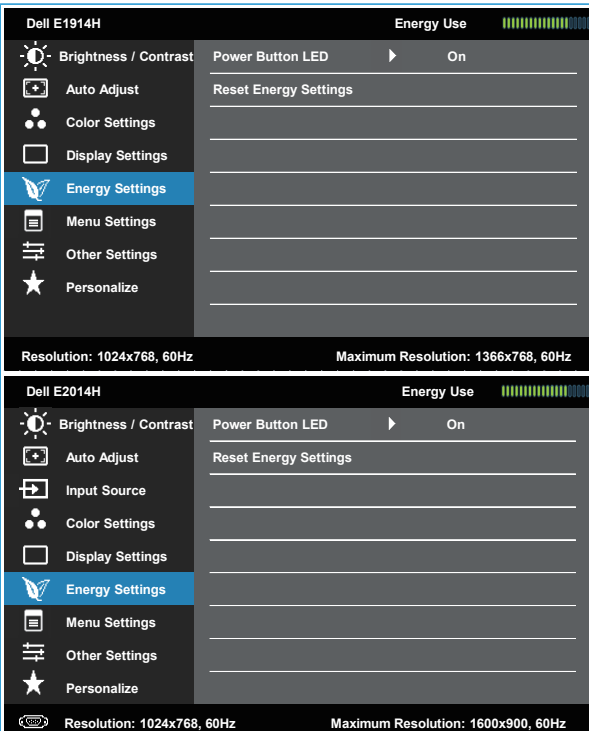 Dell E1914H Energy Use
Brightness / Contrast Power Button LED On
Auto Adjust Reset Energy Settings
Color Settings
Display Settings
Energy Settings
Menu Settings
Other Settings
Personalize
Resolution: 1024x768, 60Hz Maximum Resolution: 1366x768, 60Hz
Dell E2014H Energy Use
Brightness / Contrast Power Button LED On
Auto Adjust Reset Energy Settings
Input Source
Color Settings
Display Settings
Energy Settings
Menu Settings
Other Settings
Personalize
Resolution: 1024x768, 60Hz Maximum Resolution: 1600x900, 60Hz